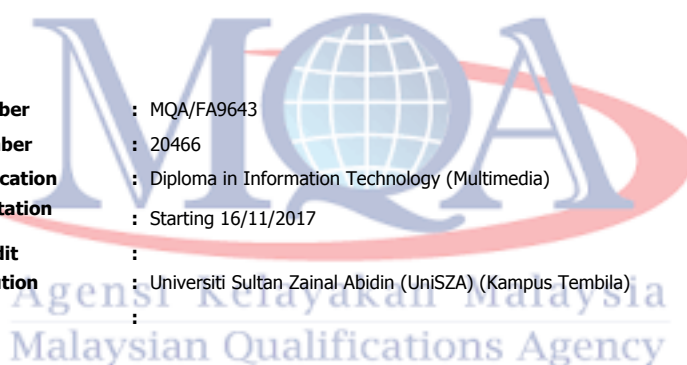 MQA
ber : MQA/FA9643
ber : 20466
cation : Diploma in Information Technology (Multimedia)
tation
: Starting 16/11/2017
dit :
tion : Universiti Sultan Zainal Abidin (UniSZA) (Kampus Tembila)
Agensi Kelayakan Malaysia
:
Malaysian Qualifications Agency